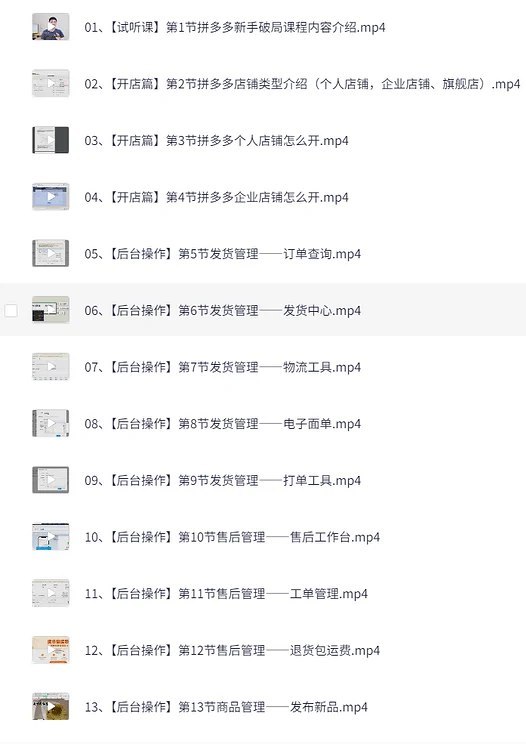 01、【试听课】第1节拼多多新手破局课程内容介绍.mp4
02、【开店篇】第2节拼多多店铺类型介绍（个人店铺，企业店铺、旗舰店）.mp4
03、【开店篇】第3节拼多多个人店铺怎么开.mp4
04、【开店篇】第4节拼多多企业店铺怎么开.mp4
05、【后台操作】第5节发货管理——订单查询.mp4
06、【后台操作】第6节发货管理——发货中心.mp4
07、【后台操作】第7节发货管理——物流工具.mp4
08、【后台操作】第8节发货管理——电子面单.mp4
09、【后台操作】第9节发货管理——打单工具.mp4
10、【后台操作】第10节售后管理——售后工作台.mp4
11、【后台操作】第11节售后管理——工单管理.mp4
12、【后台操作】第12节售后管理——退货包运费.mp4
13、【后台操作】第13节商品管理——发布新品.mp4